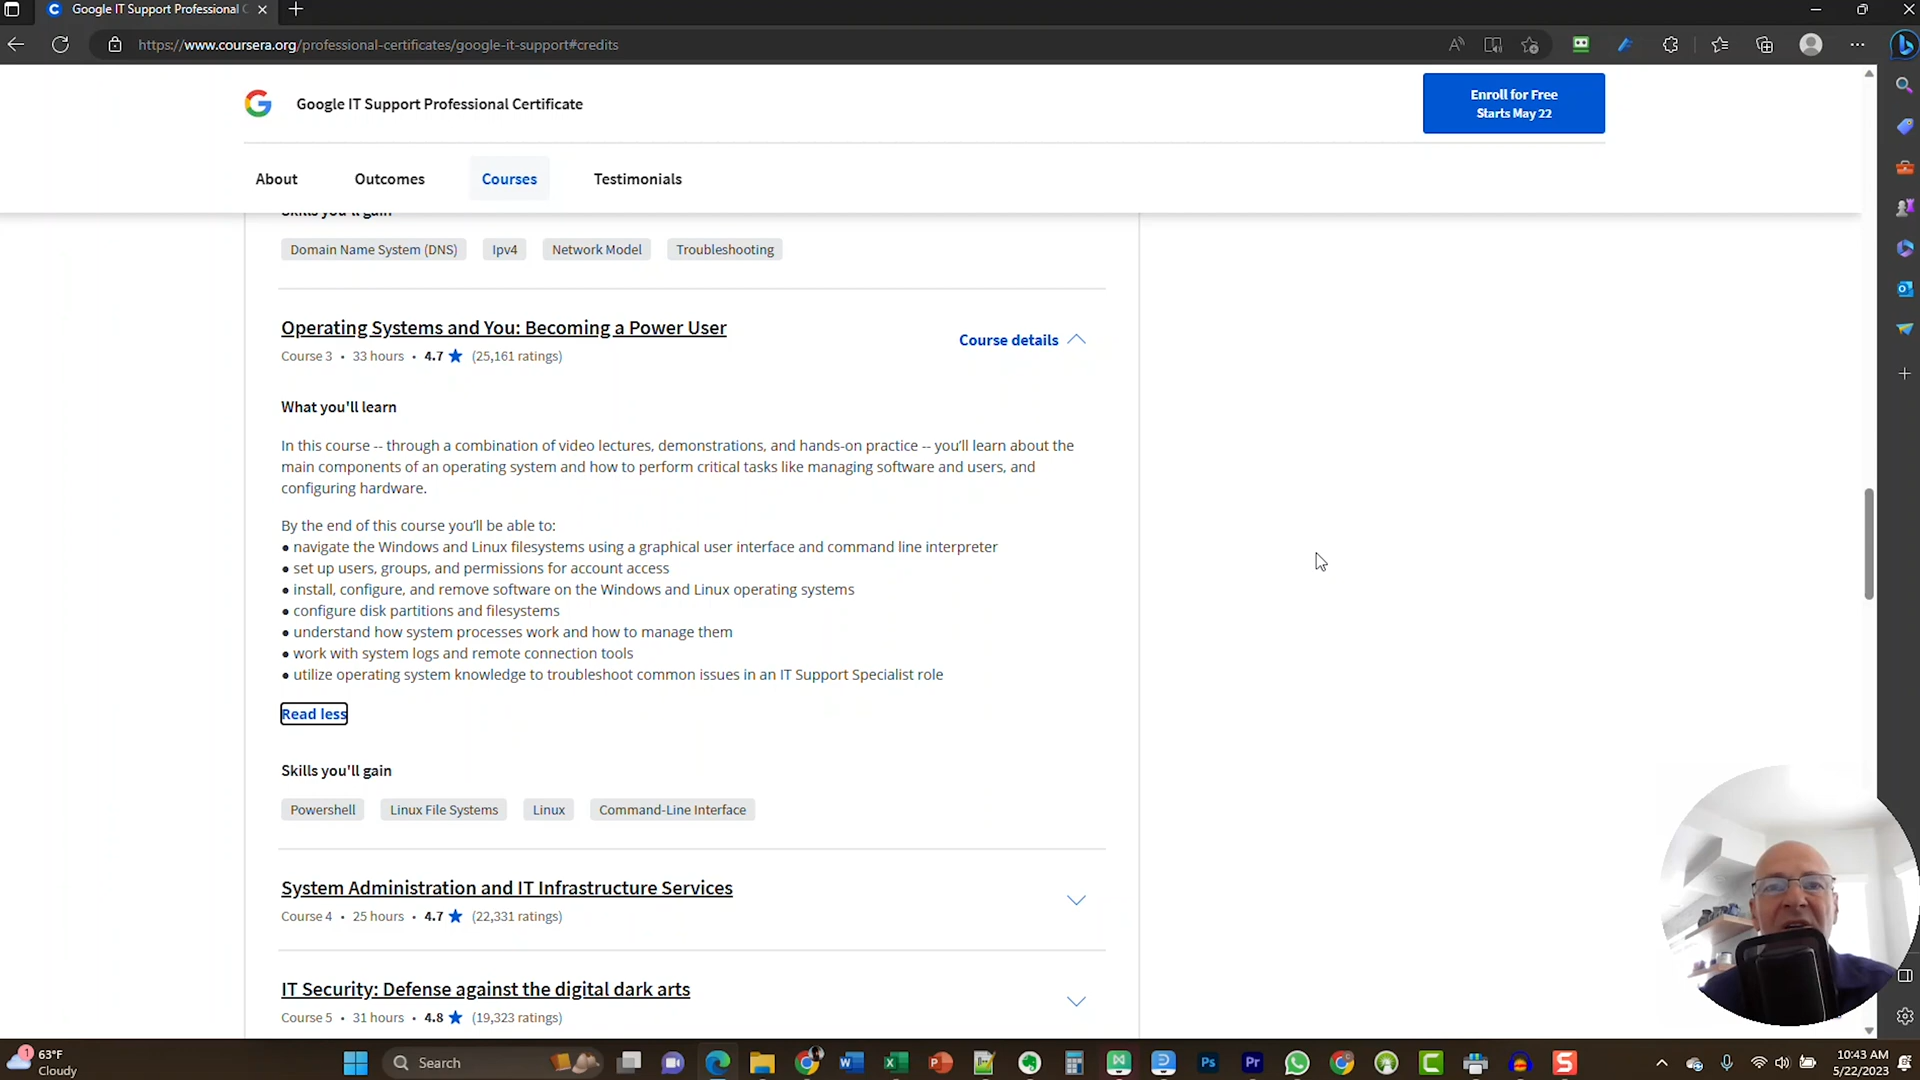 Google IT Support Professional C
https://www.coursera.org/professional-certificates/google-it-support#credits
Google IT Support Professional Certificate
Enroll for Free
Starts May 22
About
Outcomes
Courses
Testimonials
Skills you'll gain
Domain Name System (DNS)
Ipv4
Network Model
Troubleshooting
Operating Systems and You: Becoming a Power User
Course details
Course 3 • 33 hours • 4.7 ★ (25,161 ratings)
What you'll learn
In this course -- through a combination of video lectures, demonstrations, and hands-on practice -- you'll learn about the
main components of an operating system and how to perform critical tasks like managing software and users, and
configuring hardware.
By the end of this course you'll be able to:
● navigate the Windows and Linux filesystems using a graphical user interface and command line interpreter
● set up users, groups, and permissions for account access
● install, configure, and remove software on the Windows and Linux operating systems
● configure disk partitions and filesystems
● understand how system processes work and how to manage them
● work with system logs and remote connection tools
● utilize operating system knowledge to troubleshoot common issues in an IT Support Specialist role
Read less
Skills you'll gain
Powershell
Linux File Systems
Linux
Command-Line Interface
System Administration and IT Infrastructure Services
Course 4 • 25 hours • 4.7 ★ (22,331 ratings)
IT Security: Defense against the digital dark arts
Course 5 • 31 hours • 4.8 ★ (19,323 ratings)
1
63°F
Cloudy
Search
Ps
Pr
10:43 AM
5/22/2023